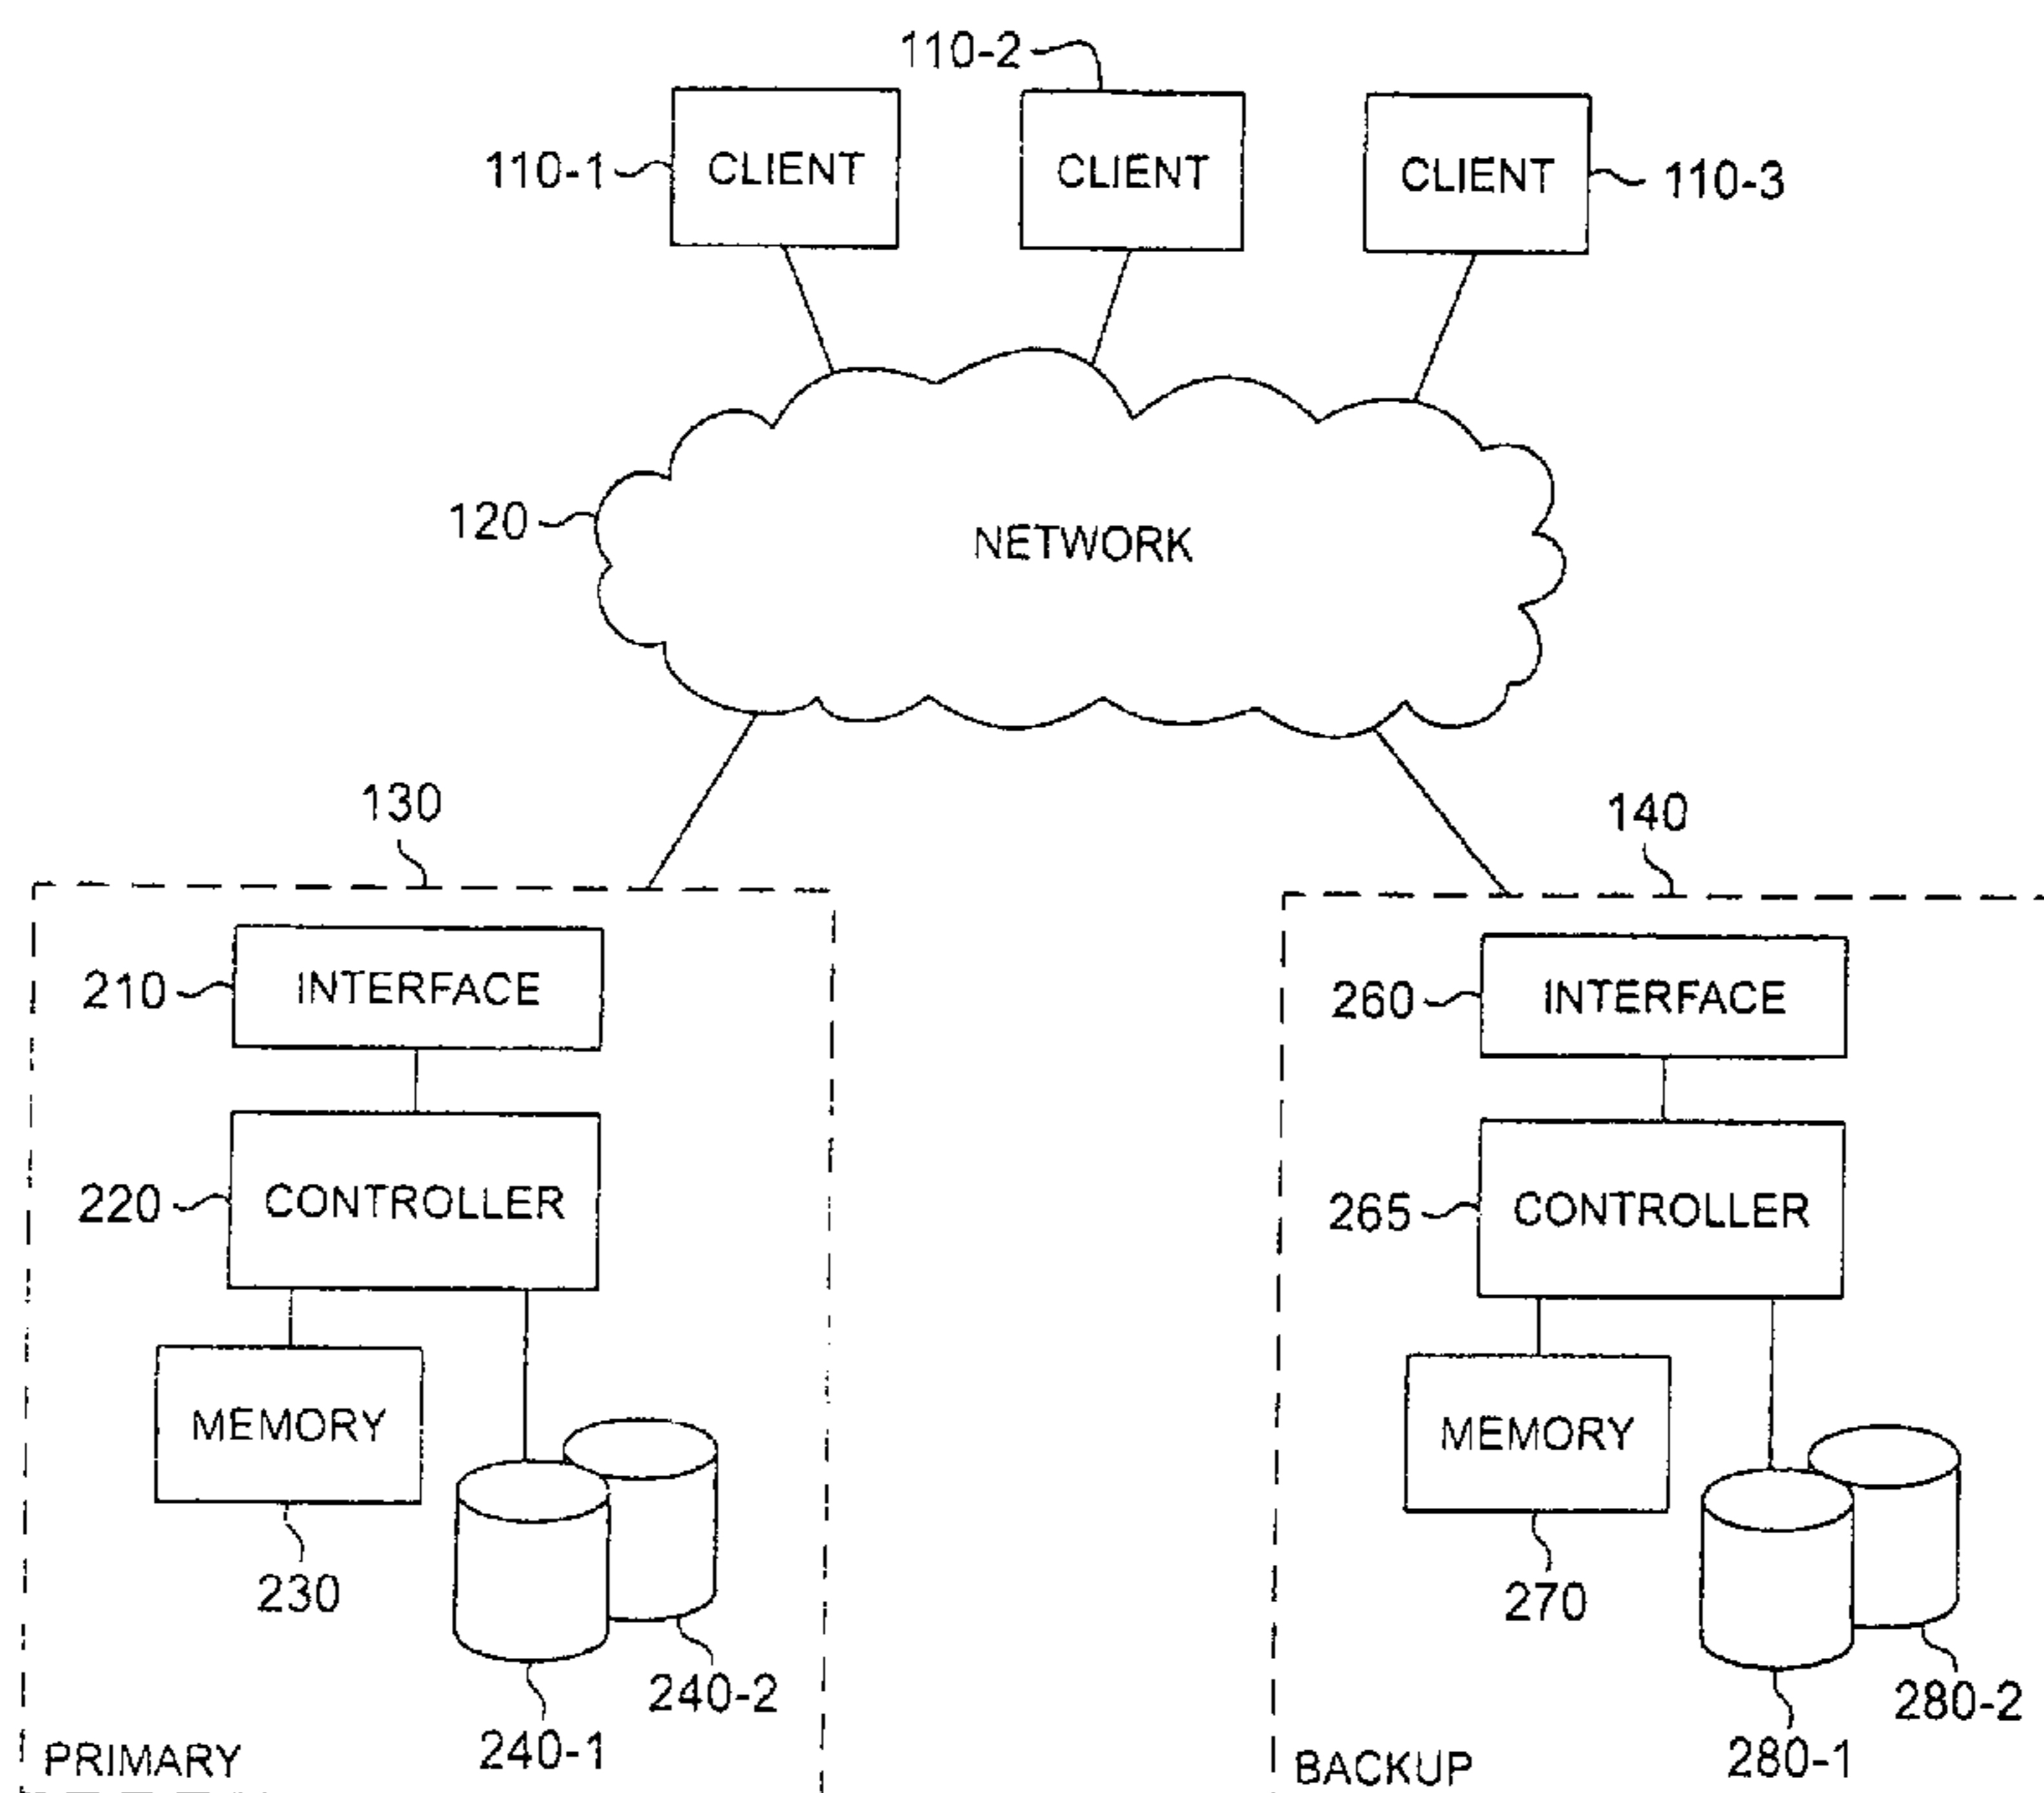 110-2
110-1
CLIENT
CLIENT
CLIENT
110-3
120
NETWORK
130
140
210
INTERFACE
260
INTERFACE
220
CONTROLLER
265
CONTROLLER
MEMORY
MEMORY
230
270
240-2
280-2
240-1
280-1
PRIMARY
BACKUP